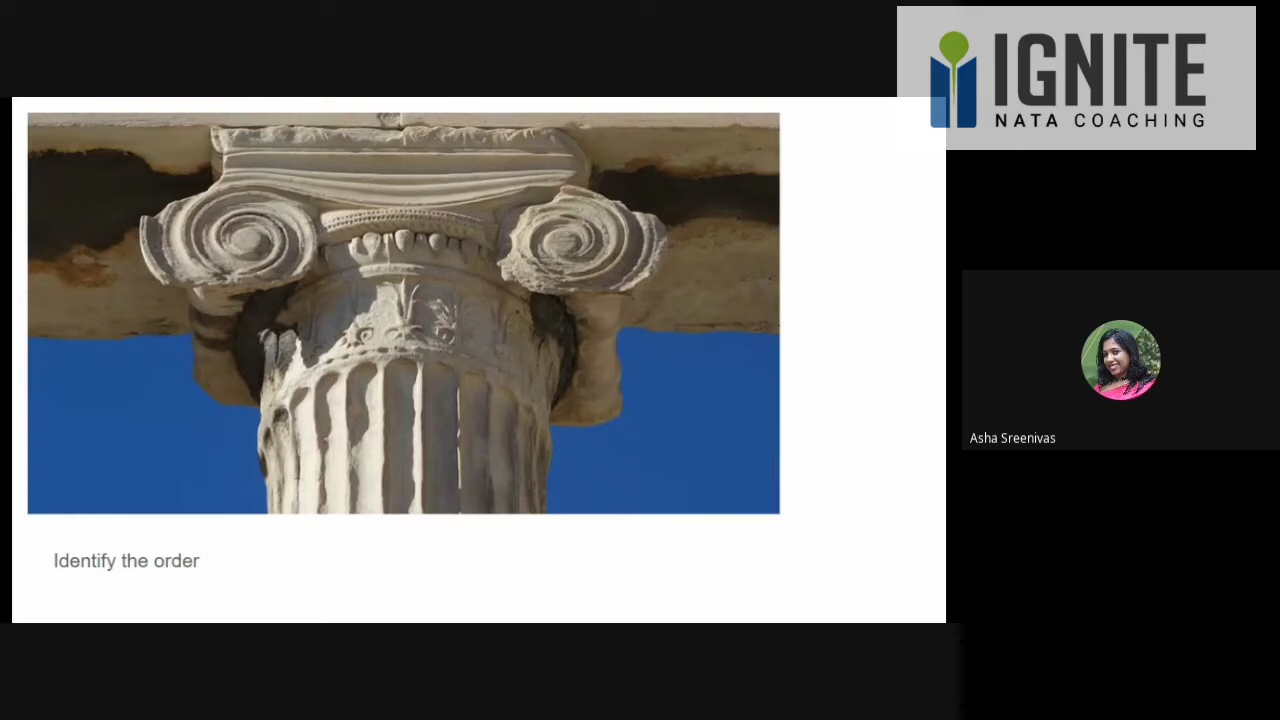 IGNITE
NATA COACHING
Asha Sreenivas
Identify the order